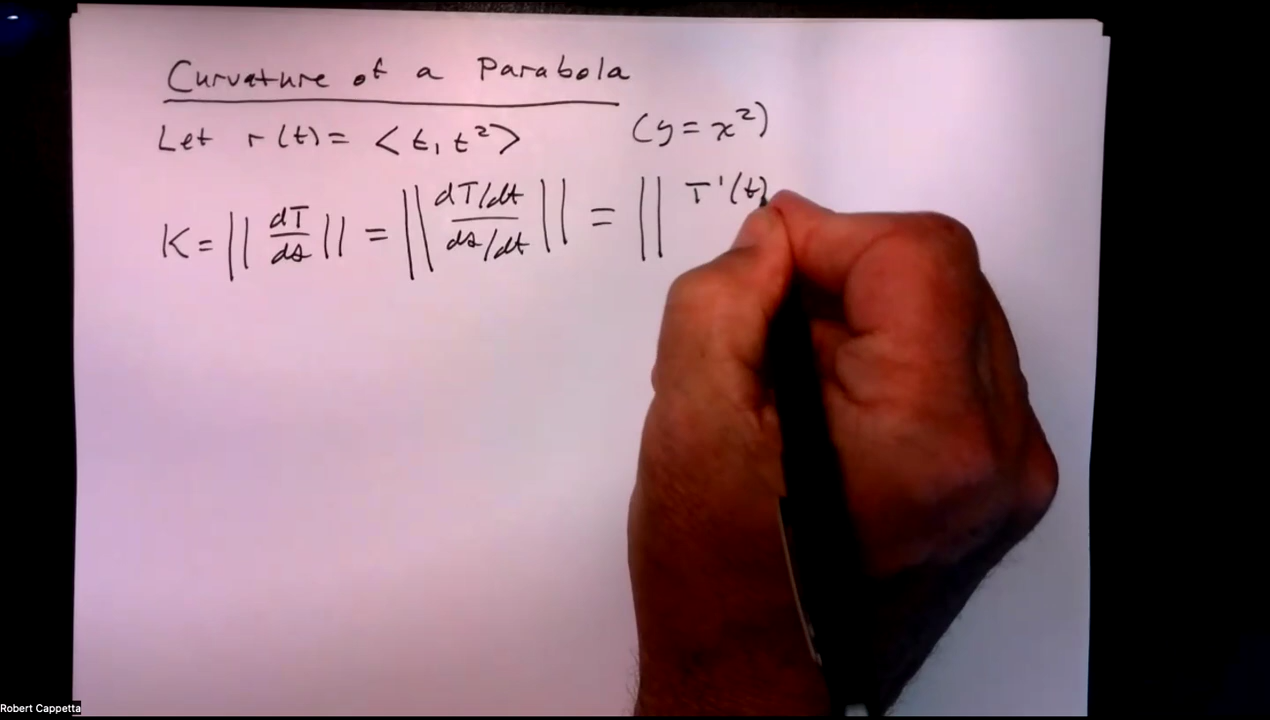 Curvature of a Parabola
Let r(t) = <t, t²> (y = x²)
K = || dT/ds || = || dT/dt / ds/dt || = || T'(t)
Robert Cappetta